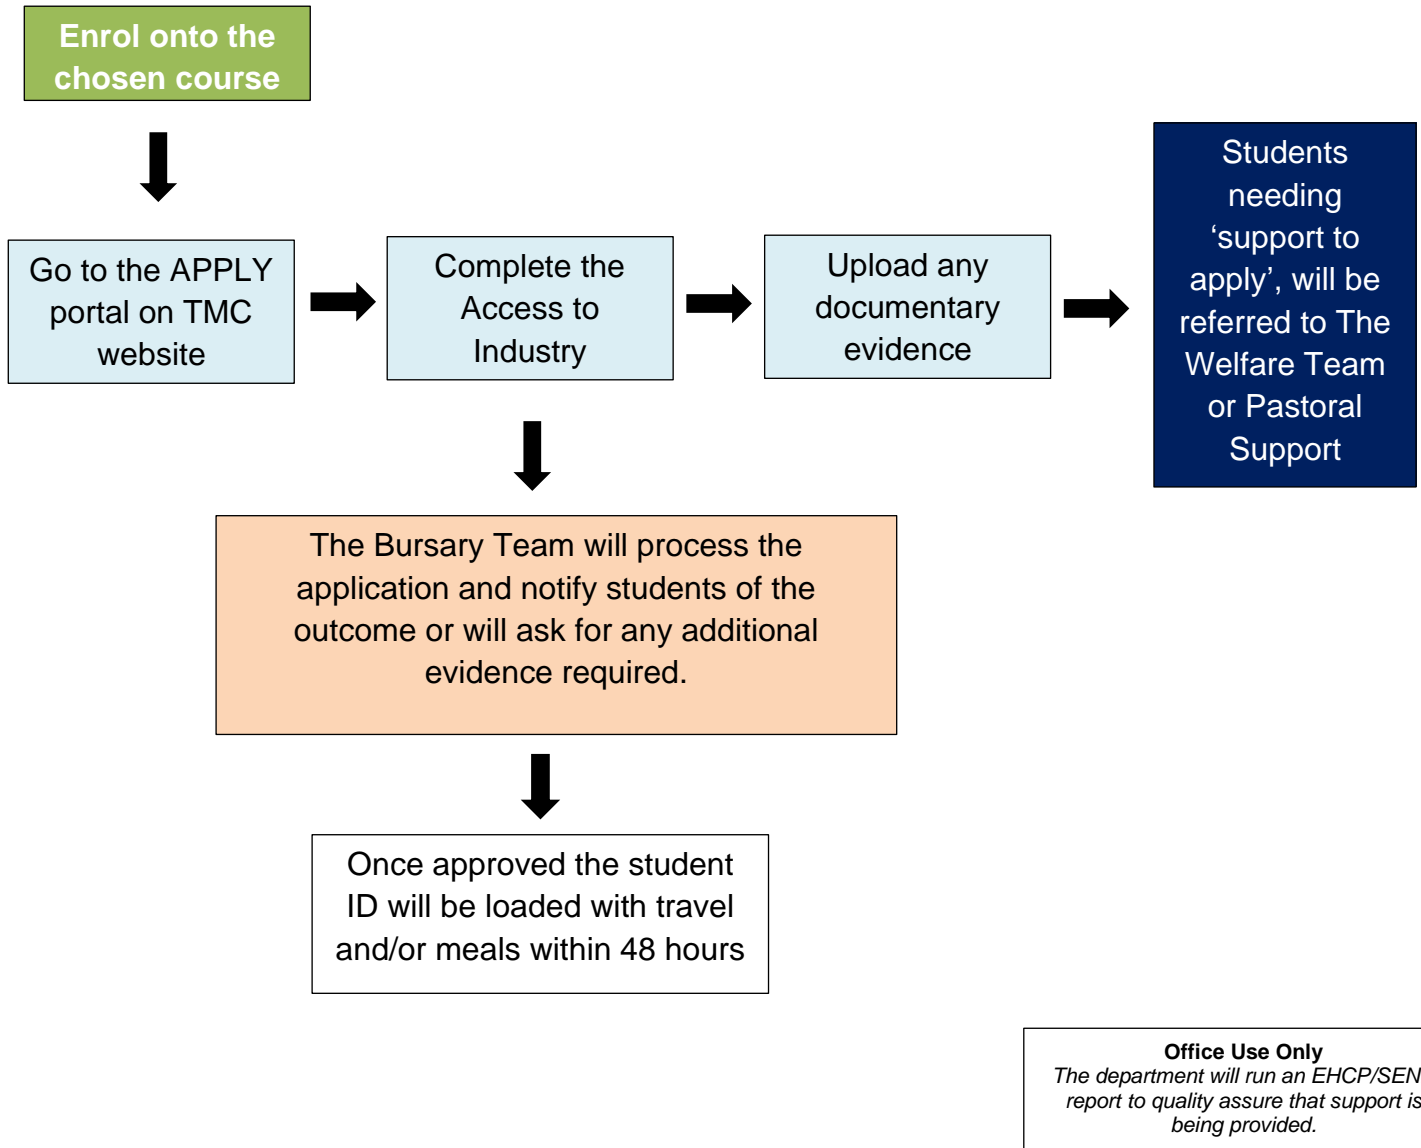 Enrol onto the
chosen course
Go to the APPLY
portal on TMC
website
Complete the
Access to
Industry
Upload any
documentary
evidence
Students
needing
‘support to
apply’, will be
referred to The
Welfare Team
or Pastoral
Support
The Bursary Team will process the
application and notify students of the
outcome or will ask for any additional
evidence required.
Once approved the student
ID will be loaded with travel
and/or meals within 48 hours
Office Use Only
The department will run an EHCP/SEN
report to quality assure that support is
being provided.